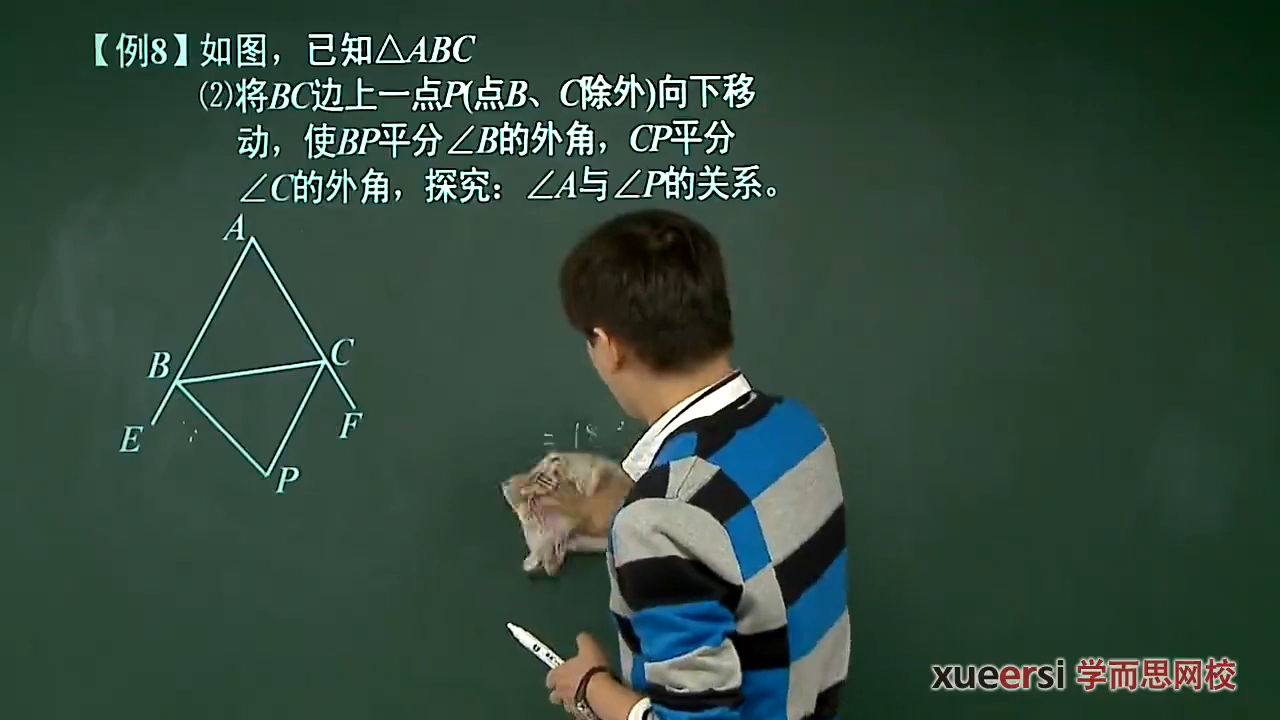 【例8】如图，已知△ABC
(2)将BC边上一点P(点B、C除外)向下移
动，使BP平分∠B的外角，CP平分
∠C的外角，探究：∠A与∠P的关系。
A
B
C
E
F
P
= 18
xueersi 学而思网校